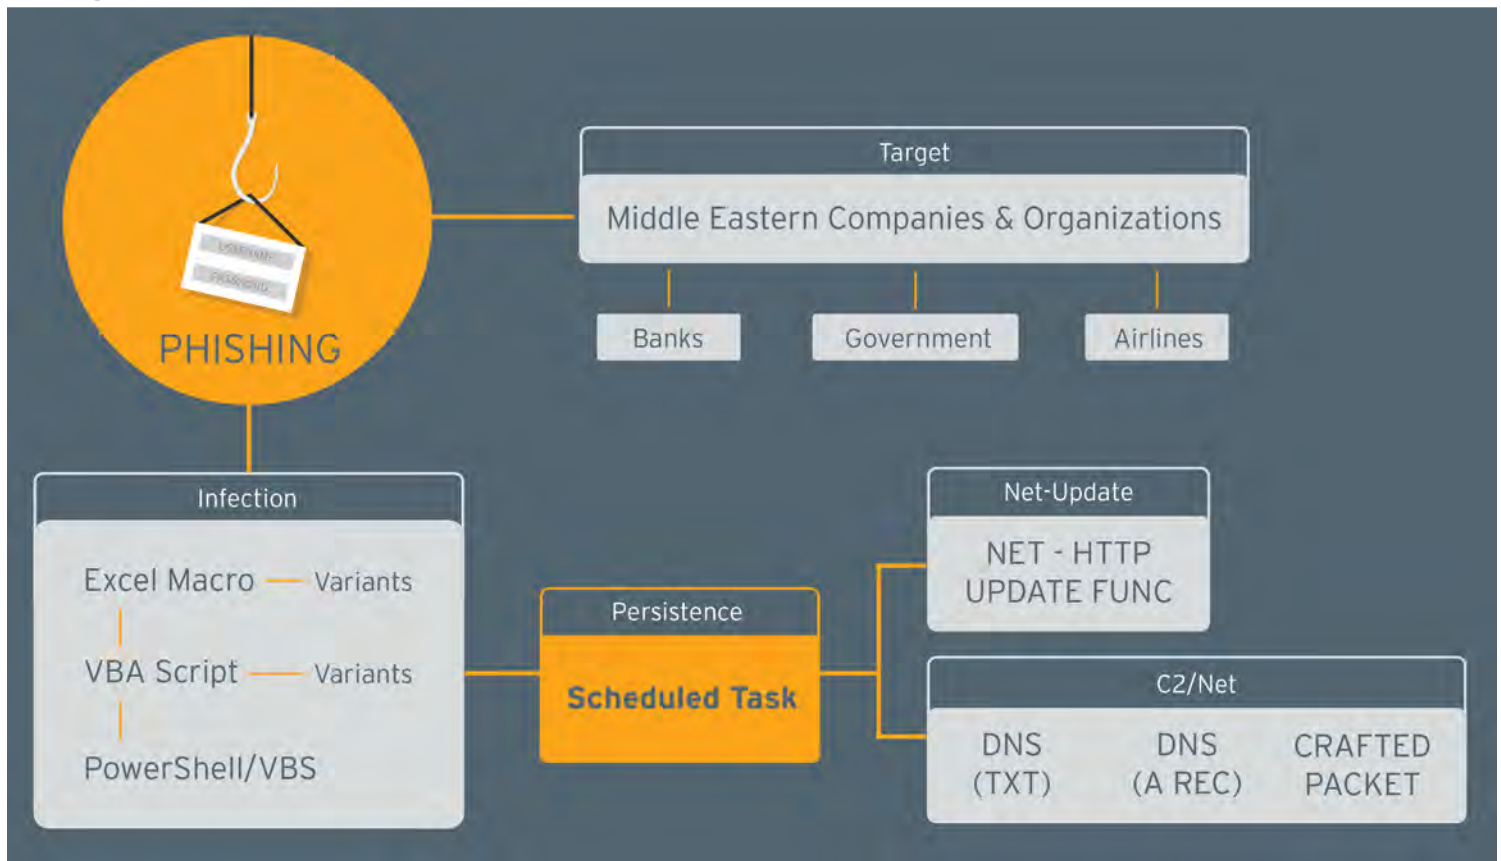 PHISHING
Target
Middle Eastern Companies & Organizations
Banks
Government
Airlines
Infection
Excel Macro
Variants
VBA Script
Variants
PowerShell/VBS
Persistence
Scheduled Task
Net-Update
NET - HTTP
UPDATE FUNC
C2/Net
DNS
(TXT)
DNS
(A REC)
CRAFTED
PACKET